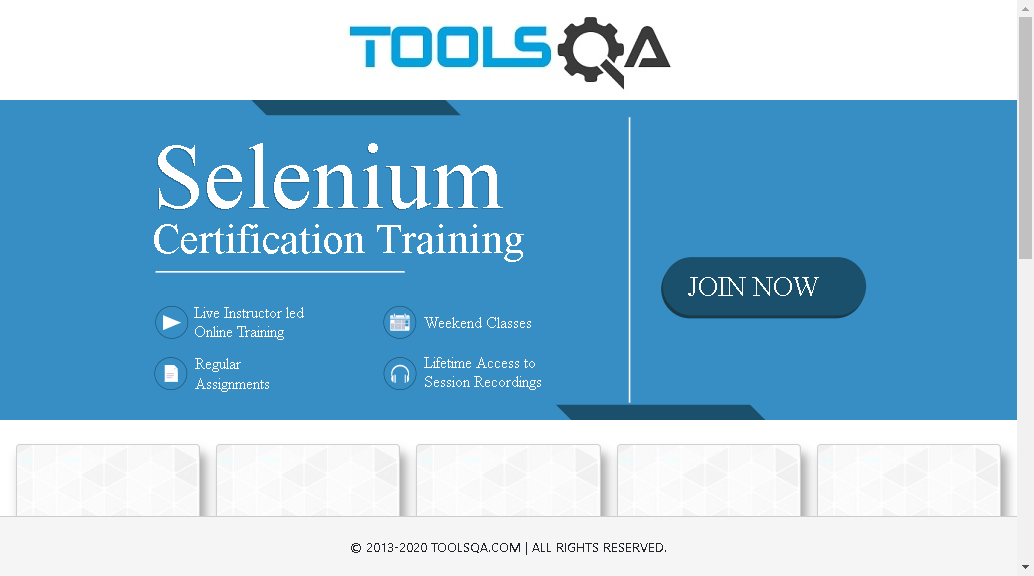 TOOLSQA
Selenium
Certification Training
Live Instructor led
Online Training
Weekend Classes
Regular
Assignments
Lifetime Access to
Session Recordings
JOIN NOW
© 2013-2020 TOOLSQA.COM | ALL RIGHTS RESERVED.